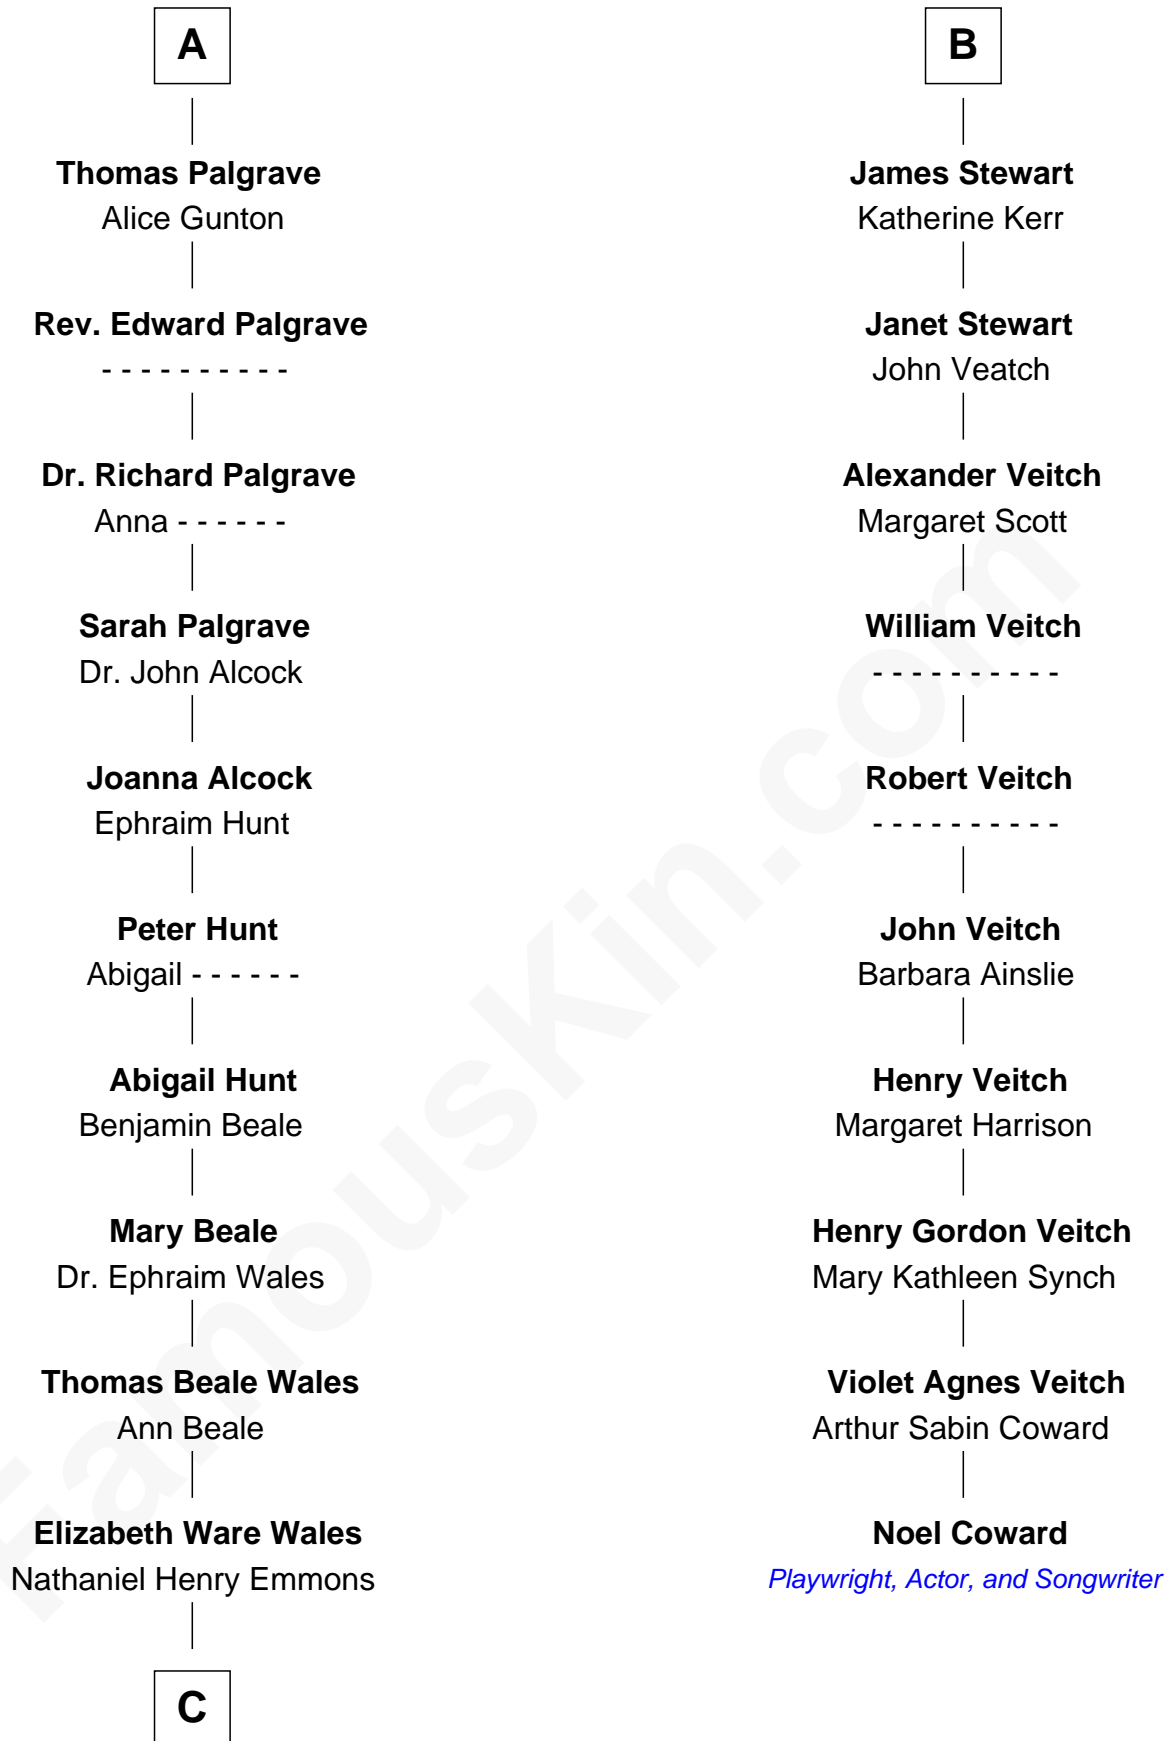 A
Thomas Palgrave
Alice Gunton
Rev. Edward Palgrave
- - - - - - - - - -
Dr. Richard Palgrave
Anna - - - - - -
Sarah Palgrave
Dr. John Alcock
Joanna Alcock
Ephraim Hunt
Peter Hunt
Abigail - - - - - -
Abigail Hunt
Benjamin Beale
Mary Beale
Dr. Ephraim Wales
Thomas Beale Wales
Ann Beale
Elizabeth Ware Wales
Nathaniel Henry Emmons
C
B
James Stewart
Katherine Kerr
Janet Stewart
John Veatch
Alexander Veitch
Margaret Scott
William Veitch
- - - - - - - - - -
Robert Veitch
- - - - - - - - - -
John Veitch
Barbara Ainslie
Henry Veitch
Margaret Harrison
Henry Gordon Veitch
Mary Kathleen Synch
Violet Agnes Veitch
Arthur Sabin Coward
Noel Coward
Playwright, Actor, and Songwriter
FamousKin.com